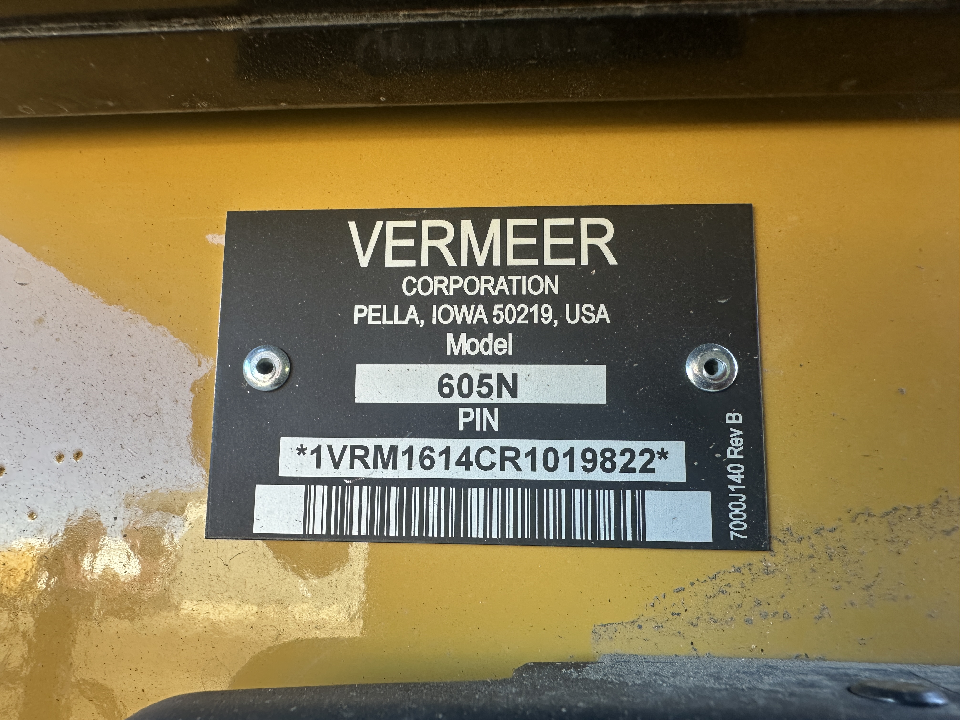 VERMEER
CORPORATION
PELLA, IOWA 50219, USA
Model
605N
PIN
*1VRM1614CR1019822*
7000J140 Rev B